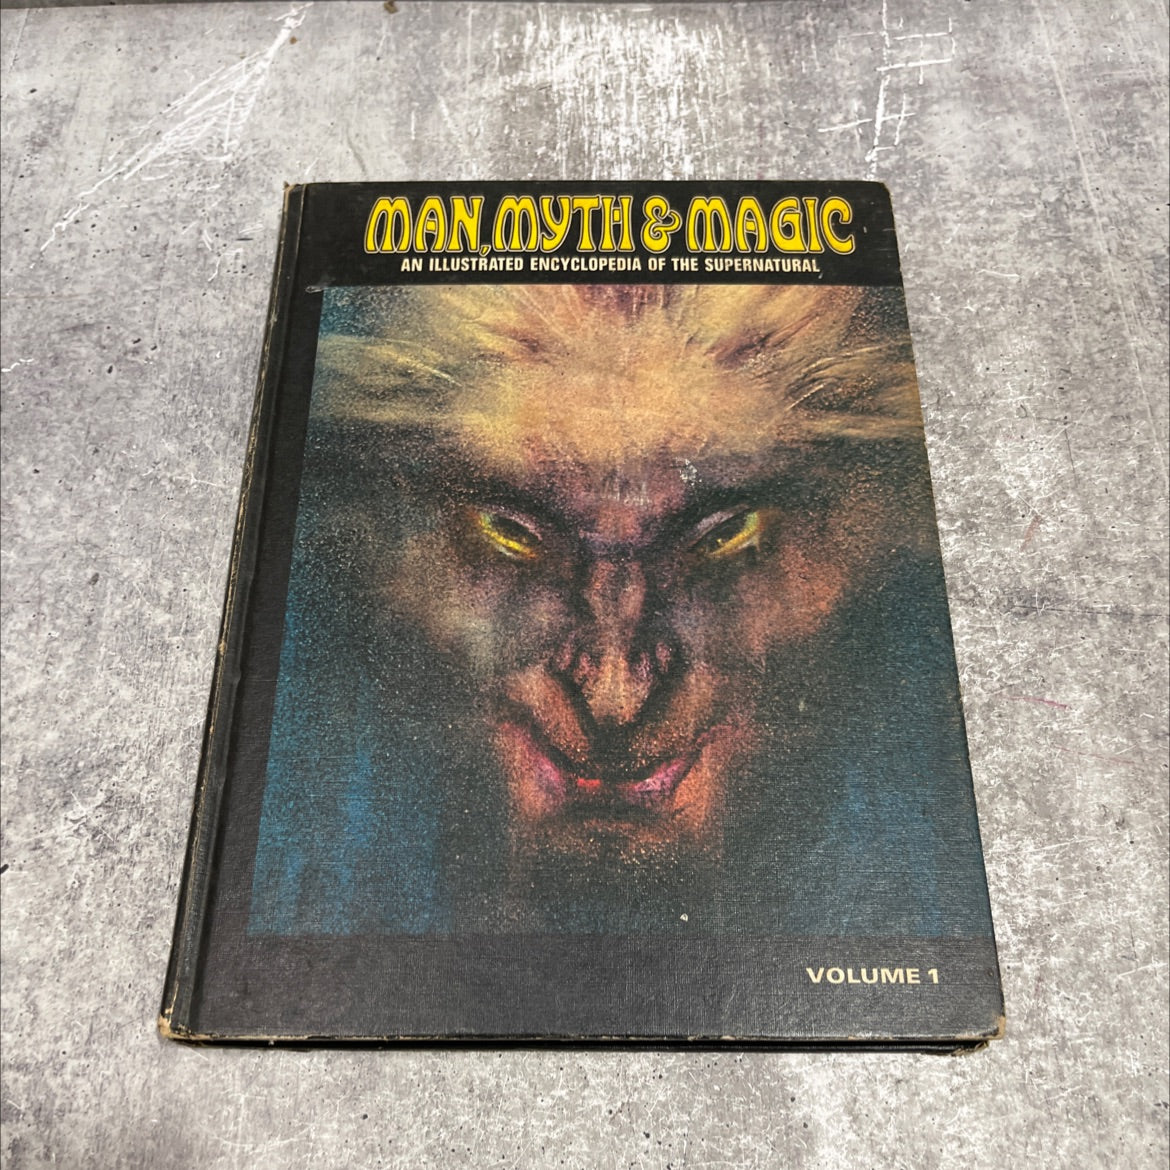 MAN, MYTH & MAGIC
AN ILLUSTRATED ENCYCLOPEDIA OF THE SUPERNATURAL
VOLUME 1